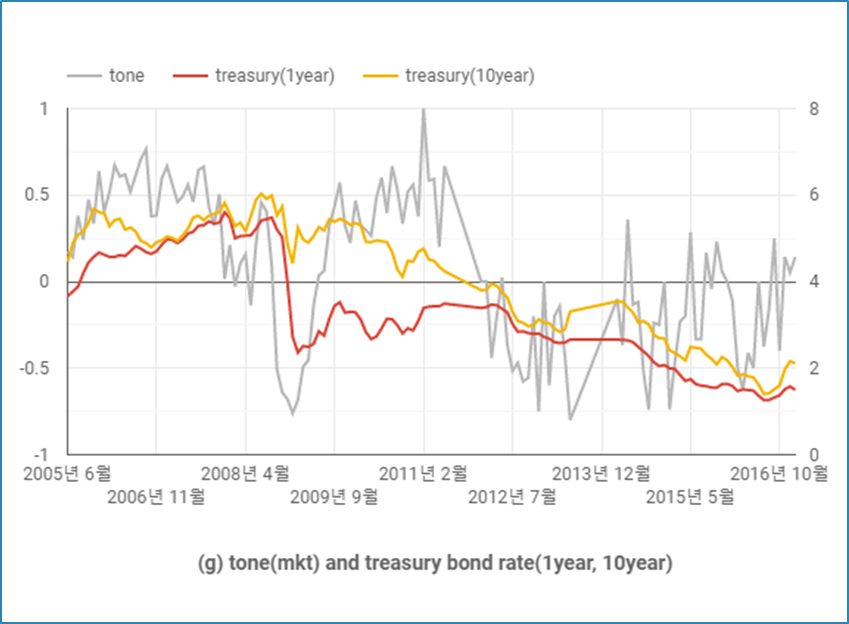 tone treasury(1year) treasury(10year)
1 8
0.5 6
0 4
-0.5 2
-1 0
2005년 6월 2008년 4월 2011년 2월 2013년 12월 2016년 10월
2006년 11월 2009년 9월 2012년 7월 2015년 5월
(g) tone(mkt) and treasury bond rate(1year, 10year)